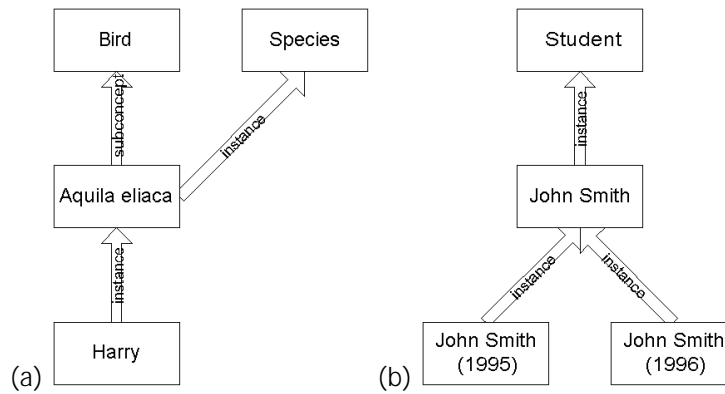 Bird
Species
subconcept
instance
Aquila eliaca
instance
Harry
(a)
Student
instance
John Smith
instance
instance
John Smith
(1995)
John Smith
(1996)
(b)